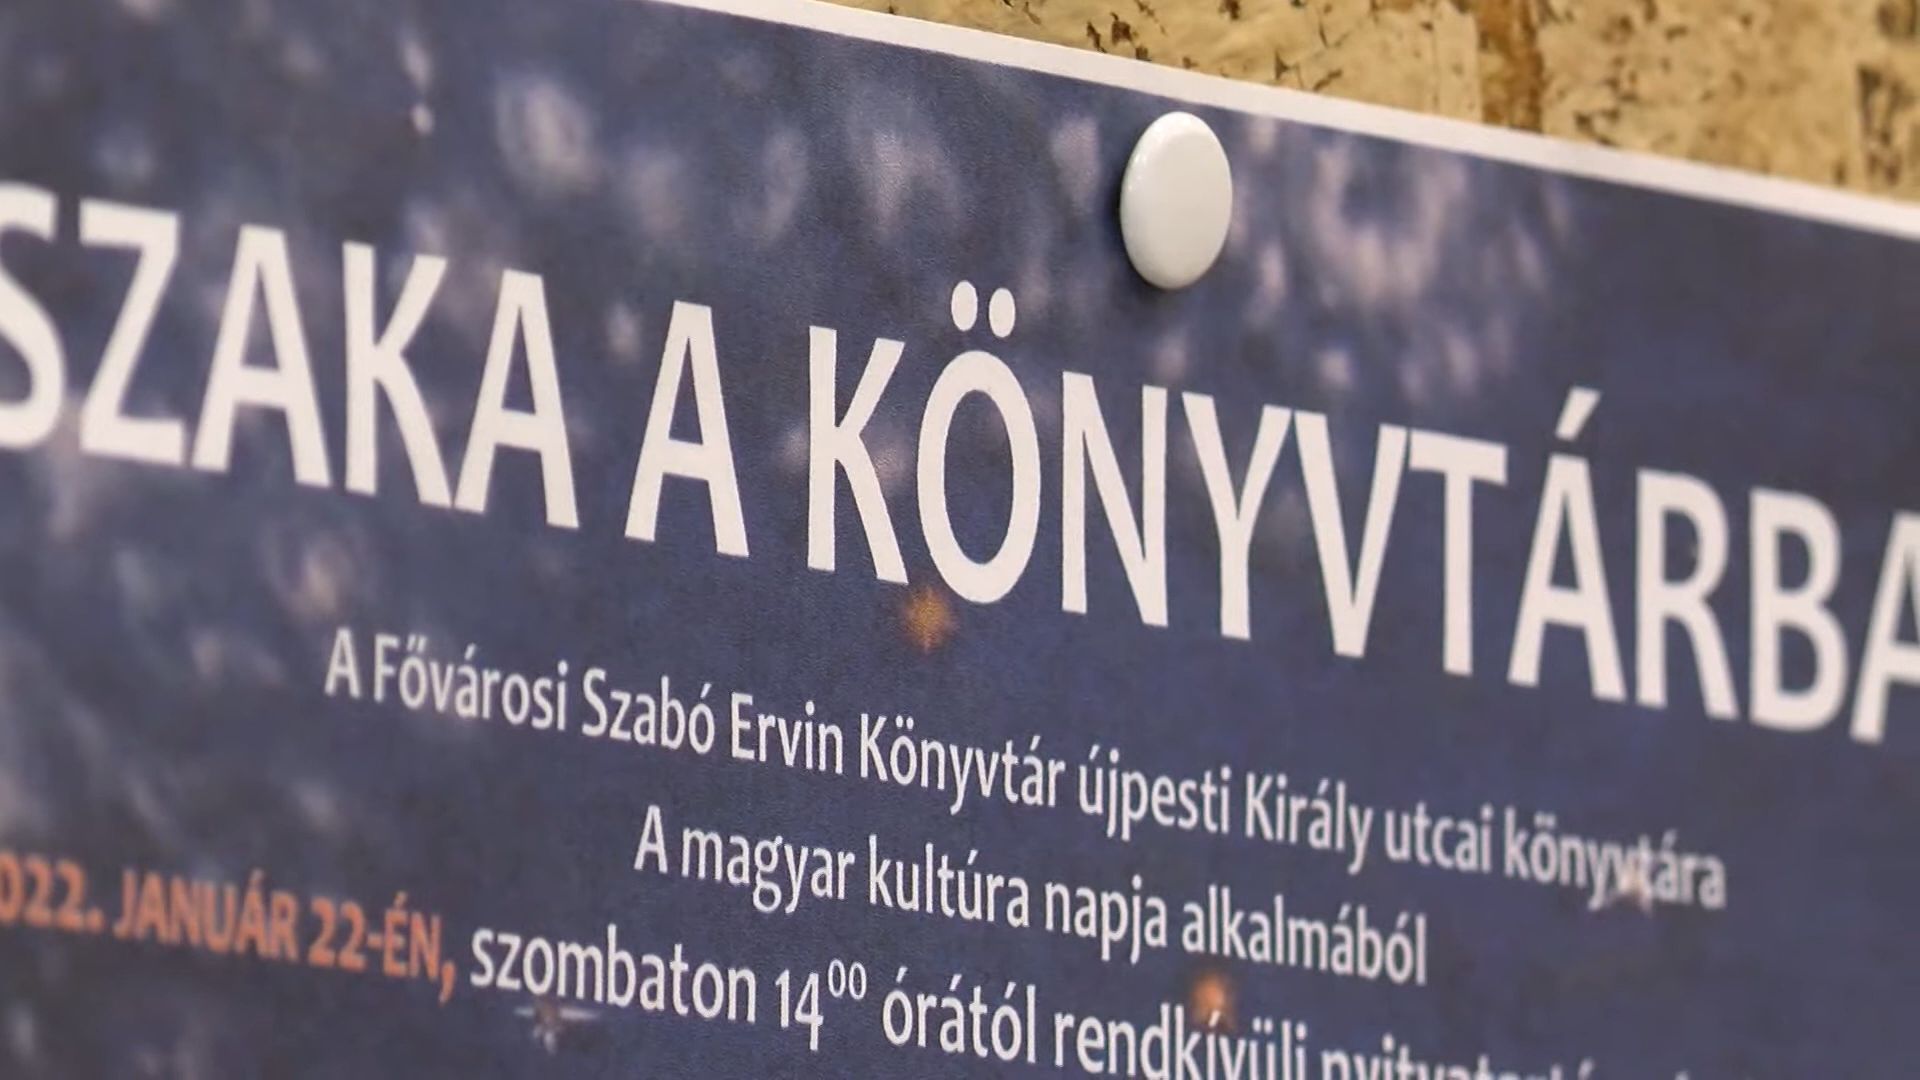 SZAKA A KÖNYVTÁRBA
A Fővárosi Szabó Ervin Könyvtár újpesti Király utcai könyvtára
A magyar kultúra napja alkalmából
022. JANUÁR 22-ÉN, szombaton 14⁰⁰ órától rendkívüli